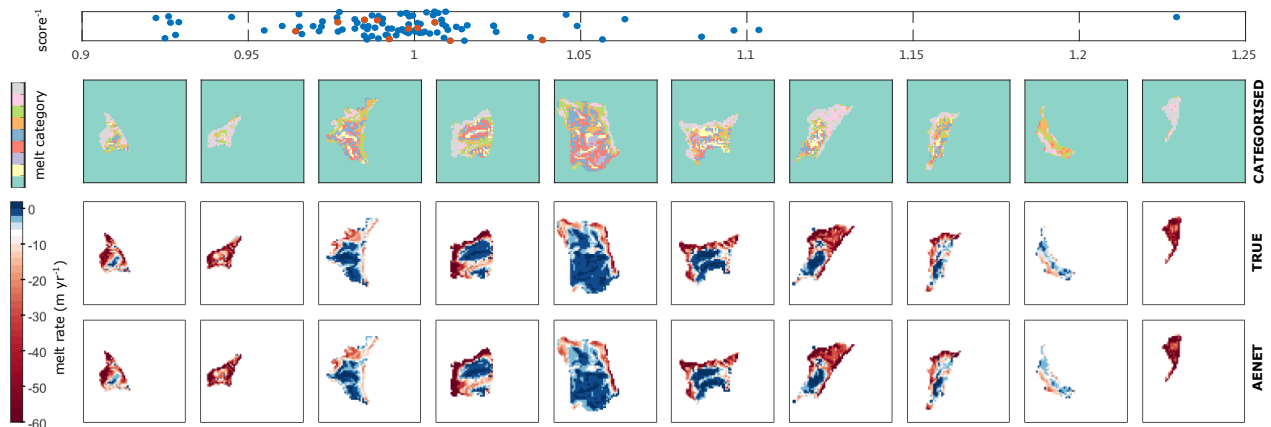 score⁻¹
0.9 0.95 1 1.05 1.1 1.15 1.2 1.25
melt category
CATEGORISED
melt rate (m yr⁻¹)
0
-10
-20
-30
-40
-50
-60
TRUE
AENET